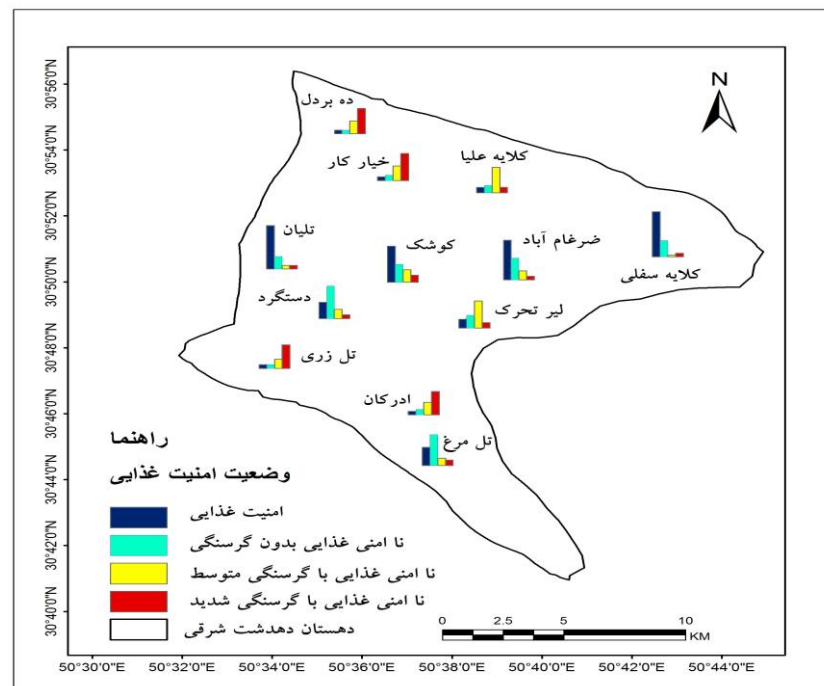 N
ده بردل
خیار کار
کلایه علیا
تلیان
کوشک
ضرغام آباد
کلایه سفلی
دستگرد
لیر تحرک
تل زری
ادرکان
تل مرغ
راهنما
وضعیت امنیت غذایی
امنیت غذایی
نا امنی غذایی بدون گرسنگی
نا امنی غذایی با گرسنگی متوسط
نا امنی غذایی با گرسنگی شدید
دهستان دهدشت شرقی
0 2.5 5 10
KM
30°56'0"N
30°54'0"N
30°52'0"N
30°50'0"N
30°48'0"N
30°46'0"N
30°44'0"N
30°42'0"N
30°40'0"N
50°30'0"E 50°32'0"E 50°34'0"E 50°36'0"E 50°38'0"E 50°40'0"E 50°42'0"E 50°44'0"E